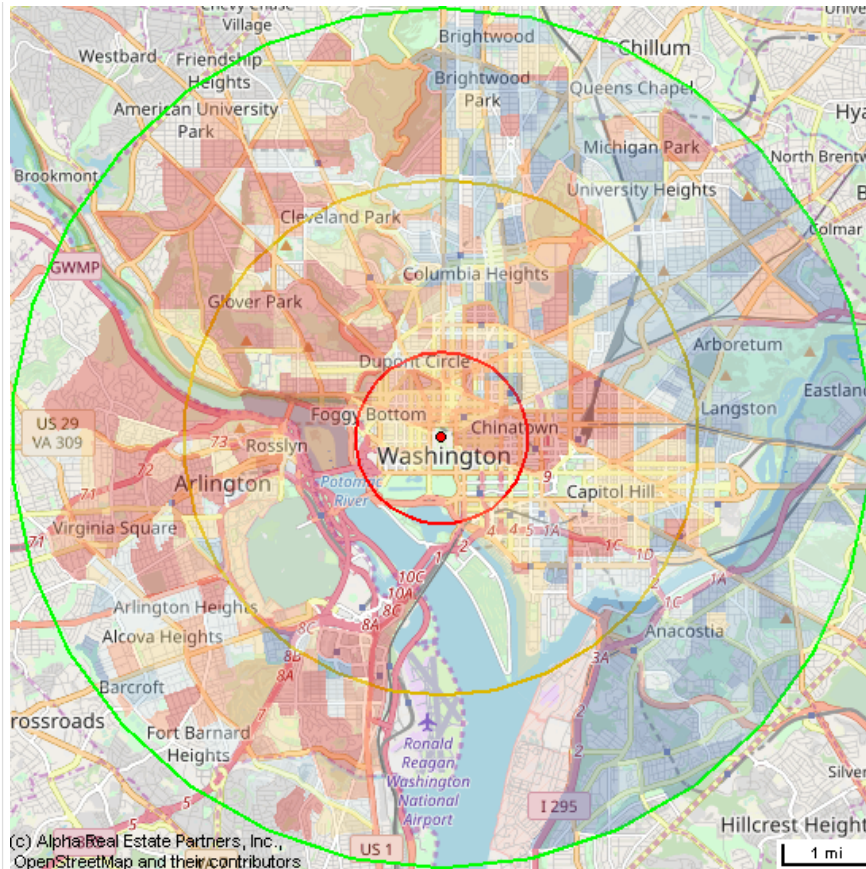 Chevy Chase
Village
Brightwood
Chillum
Westbard
Friendship
Heights
Brightwood
Park
Queens Chapel
American University
Park
Hya
Michigan Park
North Brentw
Brookmont
University Heights
B
Cleveland Park
Colmar
GWMP
Columbia Heights
Glover Park
Arboretum
Dupont Circle
Eastland
US 29
VA 309
Foggy Bottom
Chinatown
Langston
73
Rosslyn
Washington
72
Arlington
Potomac
River
9
Capitol Hill
71
Virginia Square
71
1
2
4
4
5
1A
1C
1D
10C
10A
8C
1A
2
1C
Arlington Heights
8C
8A
Alcova Heights
Anacostia
8B
8A
3A
Barcroft
rossroads
7
2
2
Fort Barnard
Heights
Ronald
Reagan
Washington
National
Airport
Silver
I 295
5
5
US 1
Hillcrest Height
(c) Alpha Real Estate Partners, Inc.,
OpenStreetMap and their contributors
1 mi